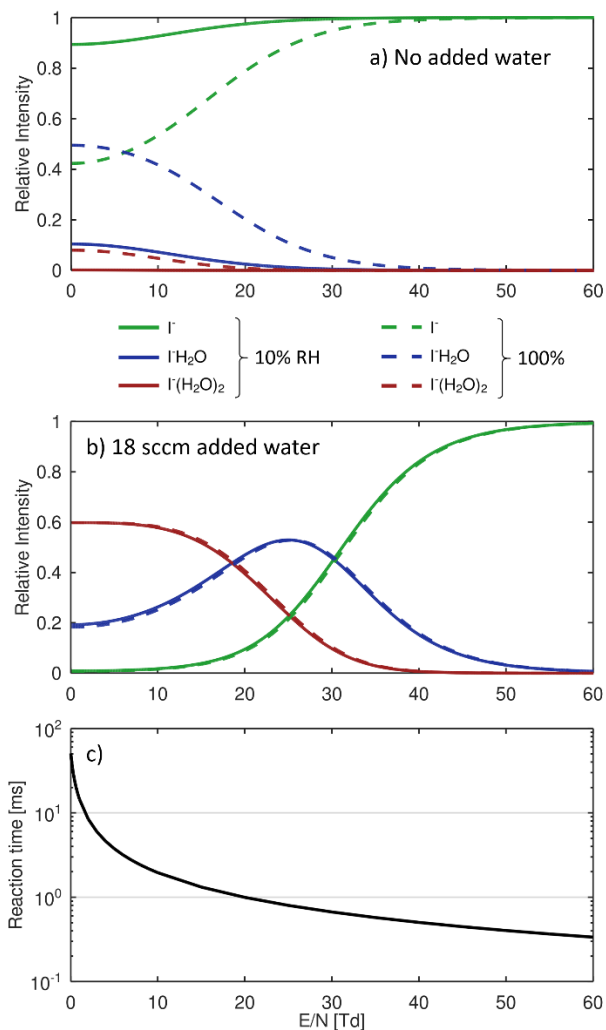 1
0.8
0.6
0.4
0.2
0
Relative Intensity
a) No added water
0 10 20 30 40 50 60
I⁻ I⁻
I⁻H₂O 10% RH I⁻H₂O 100%
I⁻(H₂O)₂ I⁻(H₂O)₂
1
0.8
0.6
0.4
0.2
0
Relative Intensity
b) 18 sccm added water
0 10 20 30 40 50 60
10²
10¹
10⁰
10⁻¹
Reaction time [ms]
c)
0 10 20 30 40 50 60
E/N [Td]